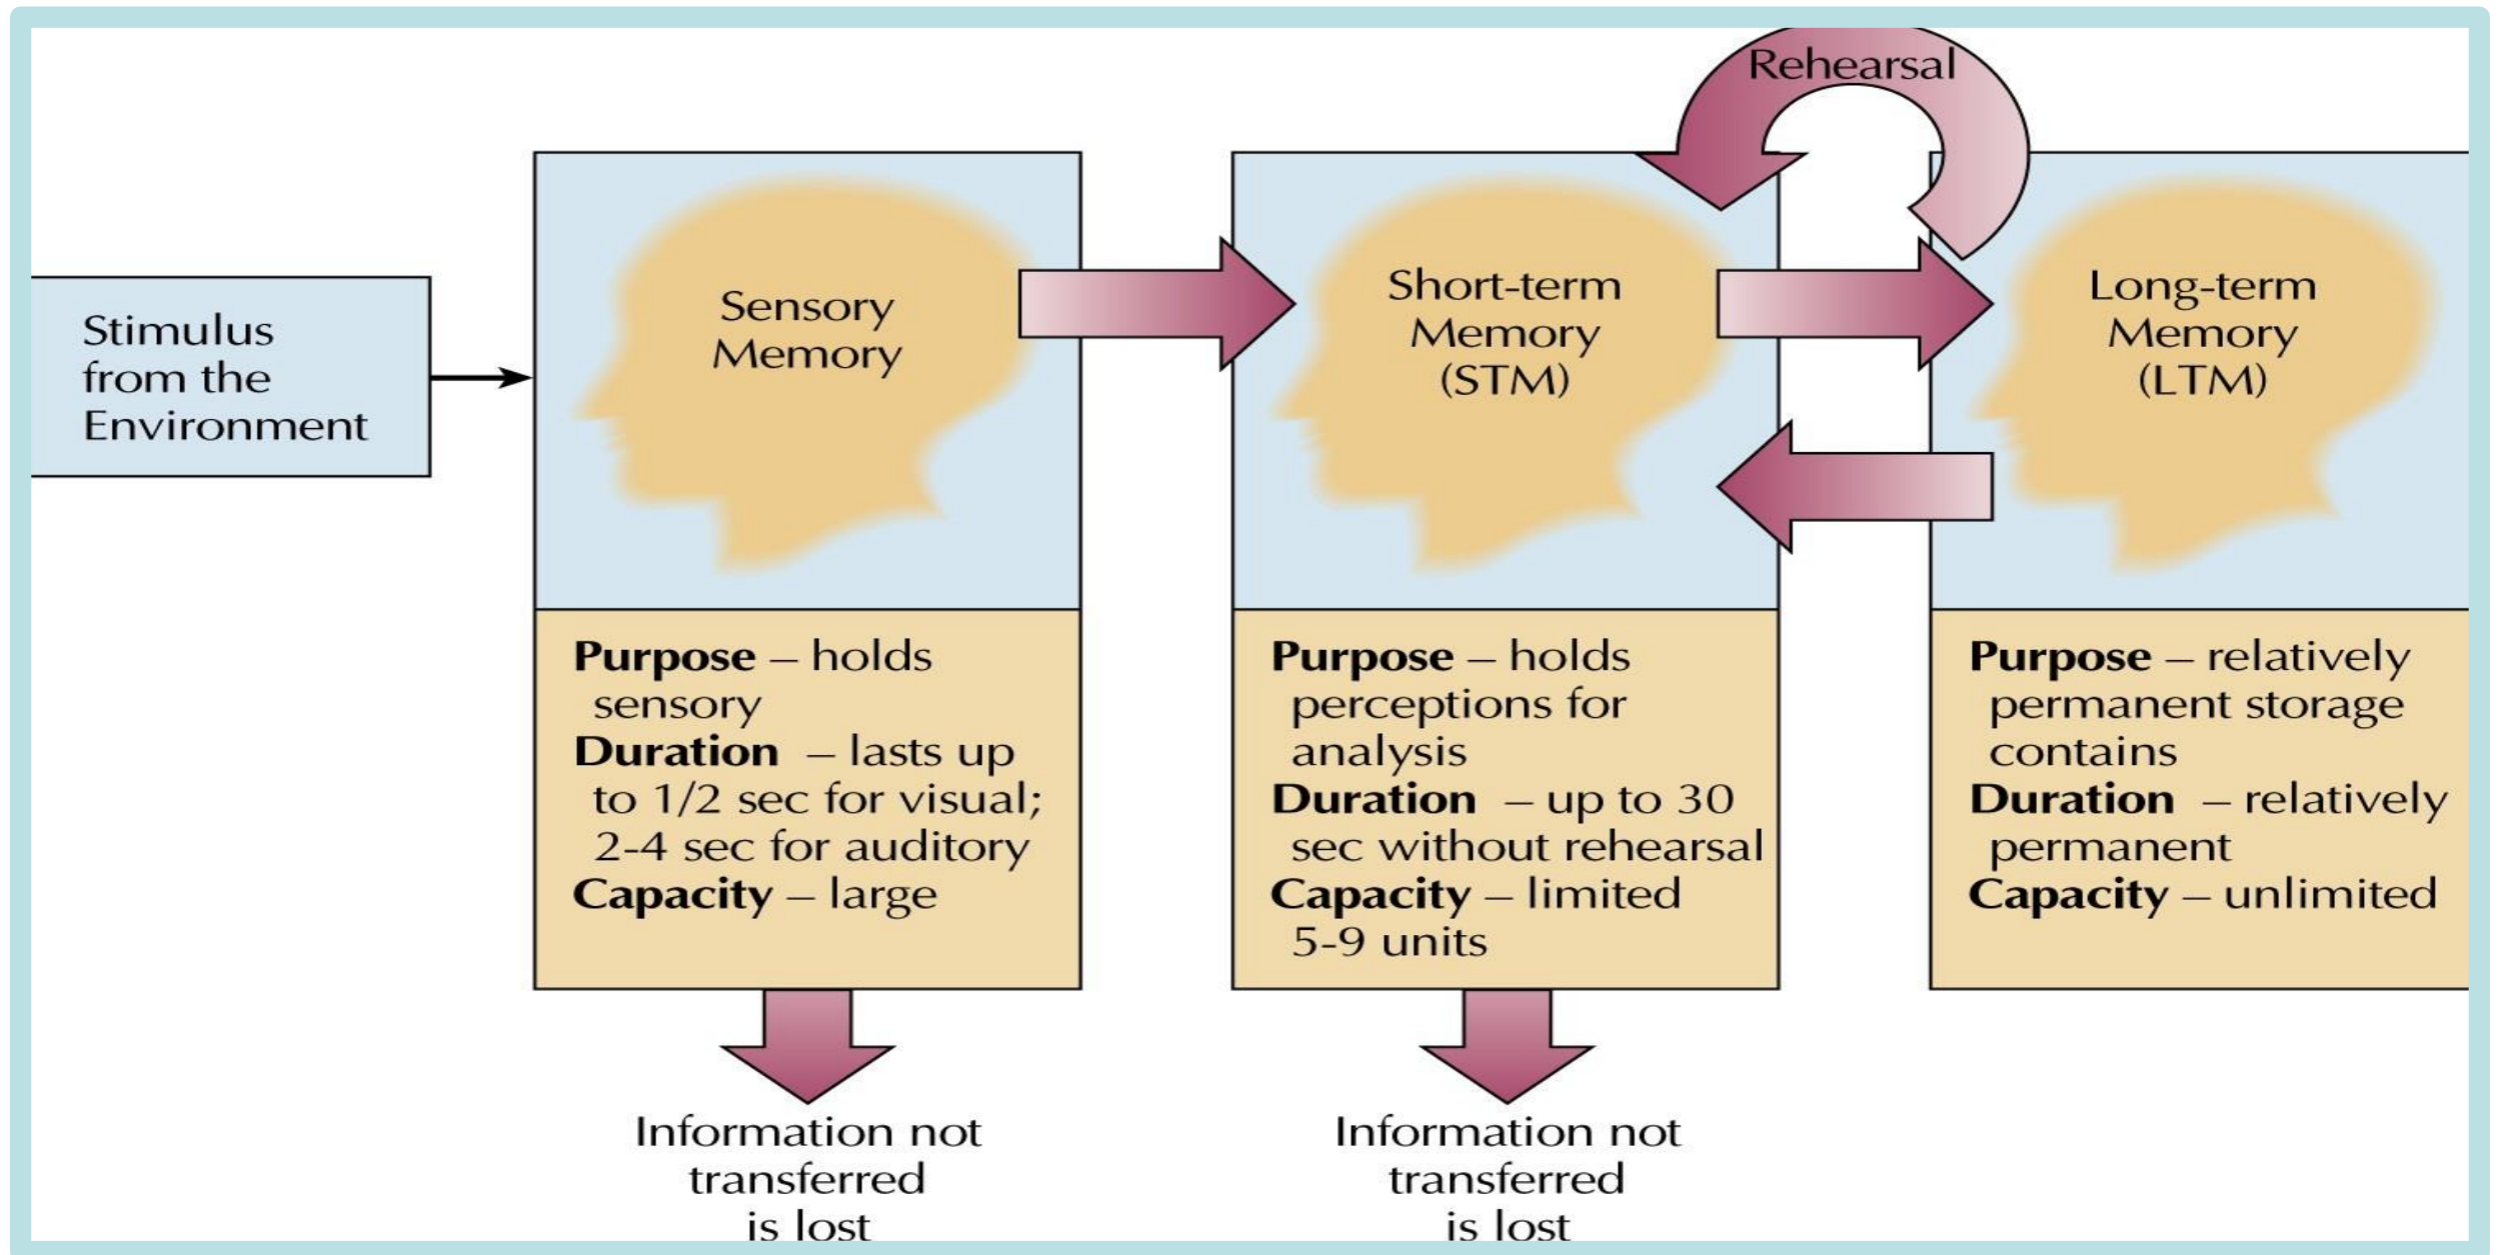 Rehearsal
Stimulus
from the
Environment
Sensory
Memory
Short-term
Memory
(STM)
Long-term
Memory
(LTM)
Purpose – holds
sensory
Duration – lasts up
to 1/2 sec for visual;
2-4 sec for auditory
Capacity – large
Purpose – holds
perceptions for
analysis
Duration – up to 30
sec without rehearsal
Capacity – limited
5-9 units
Purpose – relatively
permanent storage
contains
Duration – relatively
permanent
Capacity – unlimited
Information not
transferred
is lost
Information not
transferred
is lost